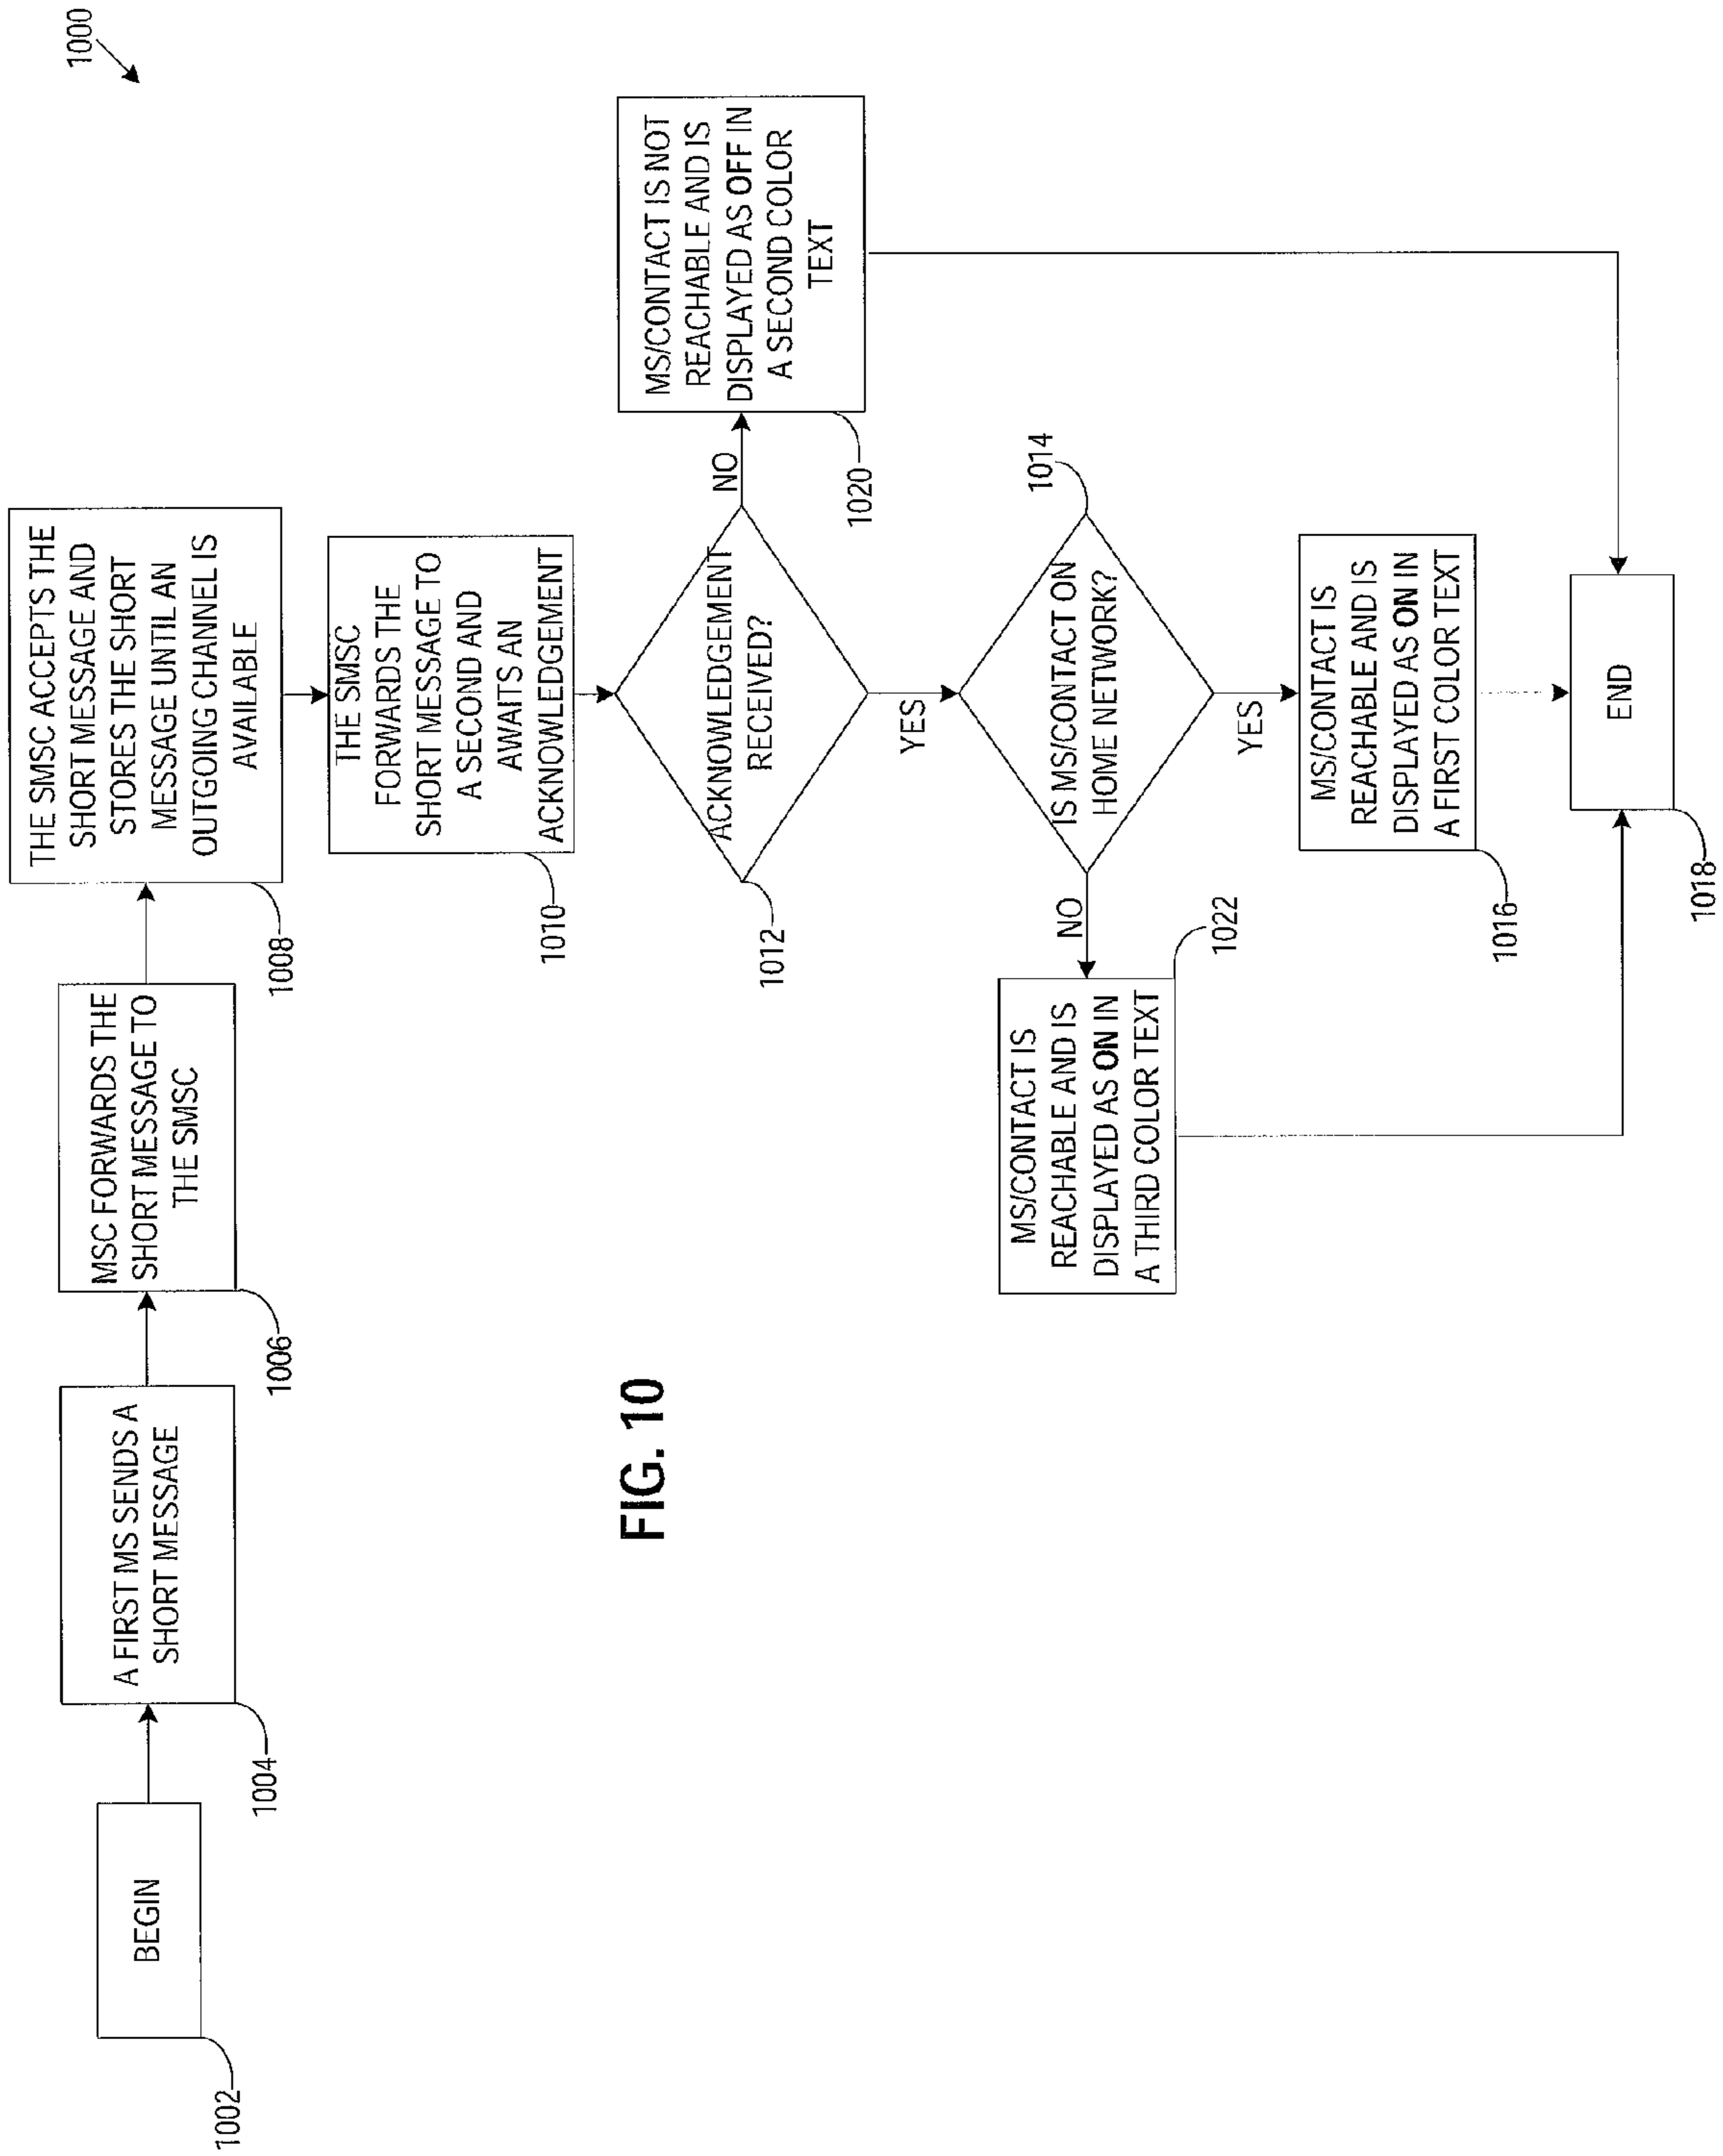 1000
BEGIN
1002
A FIRST MS SENDS A
SHORT MESSAGE
1004
MSC FORWARDS THE
SHORT MESSAGE TO
THE SMSC
1006
THE SMSC ACCEPTS THE
SHORT MESSAGE AND
STORES THE SHORT
MESSAGE UNTIL AN
OUTGOING CHANNEL IS
AVAILABLE
1008
THE SMSC
FORWARDS THE
SHORT MESSAGE TO
A SECOND AND
AWAITS AN
ACKNOWLEDGEMENT
1010
ACKNOWLEDGEMENT
RECEIVED?
1012
NO
MS/CONTACT IS NOT
REACHABLE AND IS
DISPLAYED AS OFF IN
A SECOND COLOR
TEXT
1020
YES
IS MS/CONTACT ON
HOME NETWORK?
1014
NO
MS/CONTACT IS
REACHABLE AND IS
DISPLAYED AS ON IN
A THIRD COLOR TEXT
1022
YES
MS/CONTACT IS
REACHABLE AND IS
DISPLAYED AS ON IN
A FIRST COLOR TEXT
1016
END
1018
FIG. 10